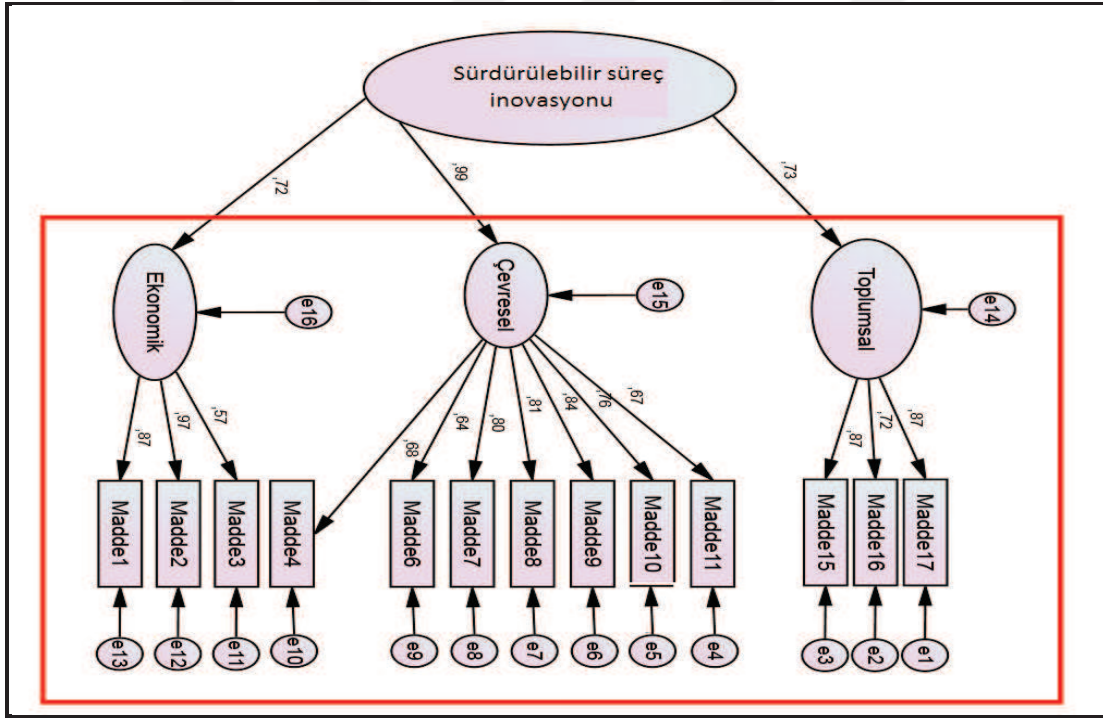 Sürdürülebilir süreç
inovasyonu
,72
,99
,73
Ekonomik
Çevresel
Toplumsal
e16
e15
e14
,87
,97
,57
,68
,64
,80
,81
,84
,76
,67
,87
,72
,87
Madde1
Madde2
Madde3
Madde4
Madde6
Madde7
Madde8
Madde9
Madde10
Madde11
Madde15
Madde16
Madde17
e13
e12
e11
e10
e9
e8
e7
e6
e5
e4
e3
e2
e1